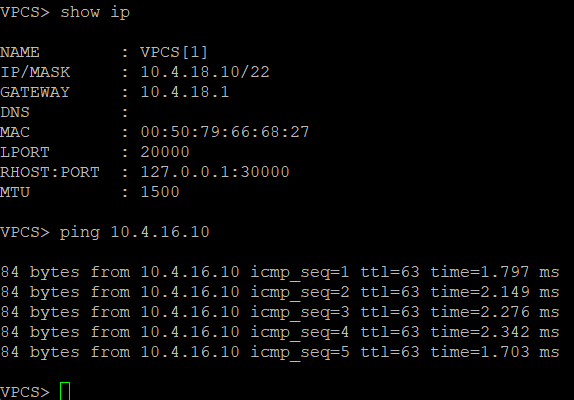 VPCS> show ip
NAME        : VPCS[1]
IP/MASK     : 10.4.18.10/22
GATEWAY     : 10.4.18.1
DNS         :
MAC         : 00:50:79:66:68:27
LPORT       : 20000
RHOST:PORT  : 127.0.0.1:30000
MTU         : 1500
VPCS> ping 10.4.16.10
84 bytes from 10.4.16.10 icmp_seq=1 ttl=63 time=1.797 ms
84 bytes from 10.4.16.10 icmp_seq=2 ttl=63 time=2.149 ms
84 bytes from 10.4.16.10 icmp_seq=3 ttl=63 time=2.276 ms
84 bytes from 10.4.16.10 icmp_seq=4 ttl=63 time=2.342 ms
84 bytes from 10.4.16.10 icmp_seq=5 ttl=63 time=1.703 ms
VPCS>